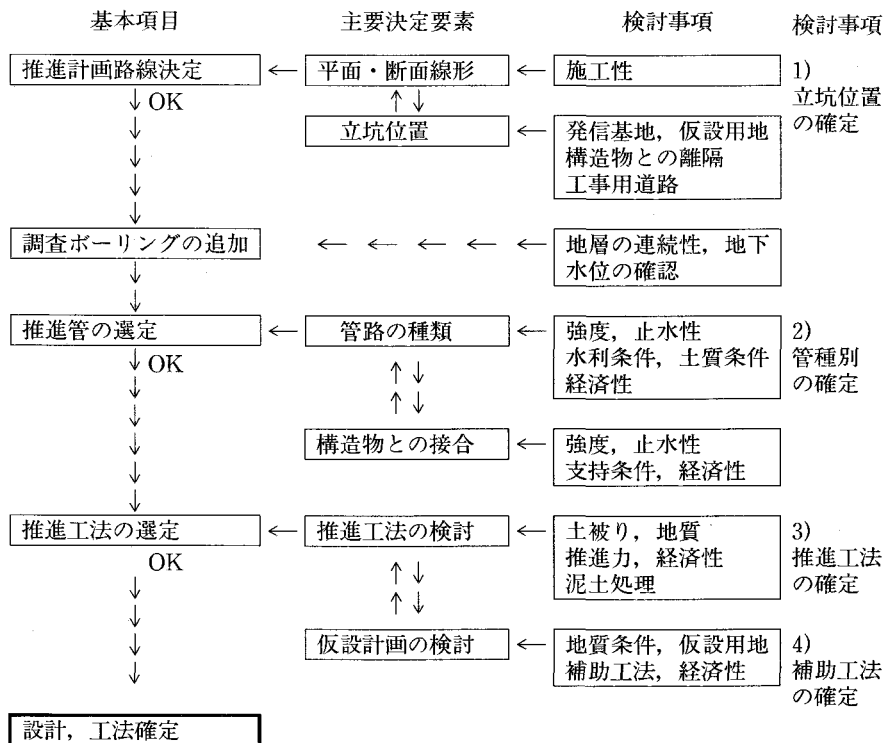 基本項目 主要決定要素 検討事項 検討事項
推進計画路線決定 ← 平面・断面線形 ← 施工性 1)
↓ OK ↑ ↓ 立坑位置
立坑位置 ← 発信基地，仮設用地 の確定
構造物との離隔
工事用道路
調査ボーリングの追加 ← ← ← ← ← 地層の連続性，地下
水位の確認
推進管の選定 ← 管路の種類 ← 強度，止水性 2)
↓ OK 水利条件，土質条件 管種別
経済性 の確定
構造物との接合 ← 強度，止水性
支持条件，経済性
推進工法の選定 ← 推進工法の検討 ← 土被り，地質 3)
OK 推進力，経済性 推進工法
泥土処理 の確定
仮設計画の検討 ← 地質条件，仮設用地 4)
補助工法，経済性 補助工法
の確定
設計，工法確定